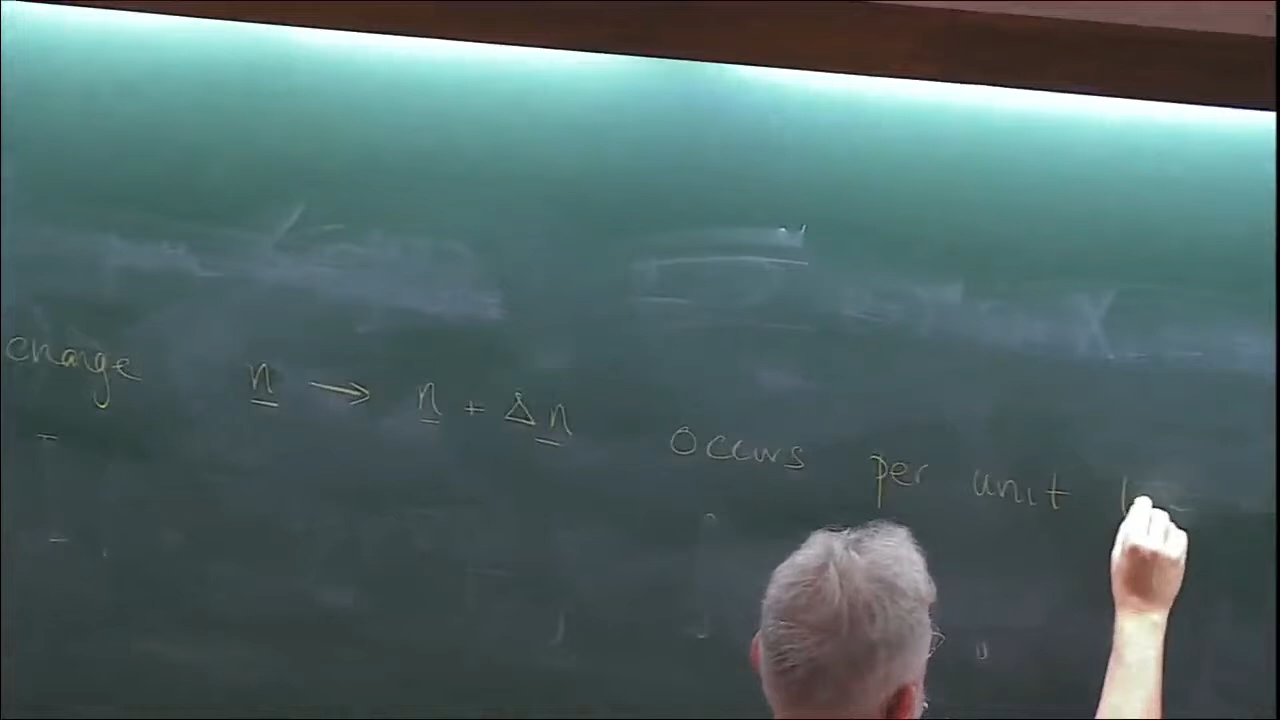 change n → n + Δn occurs per unit